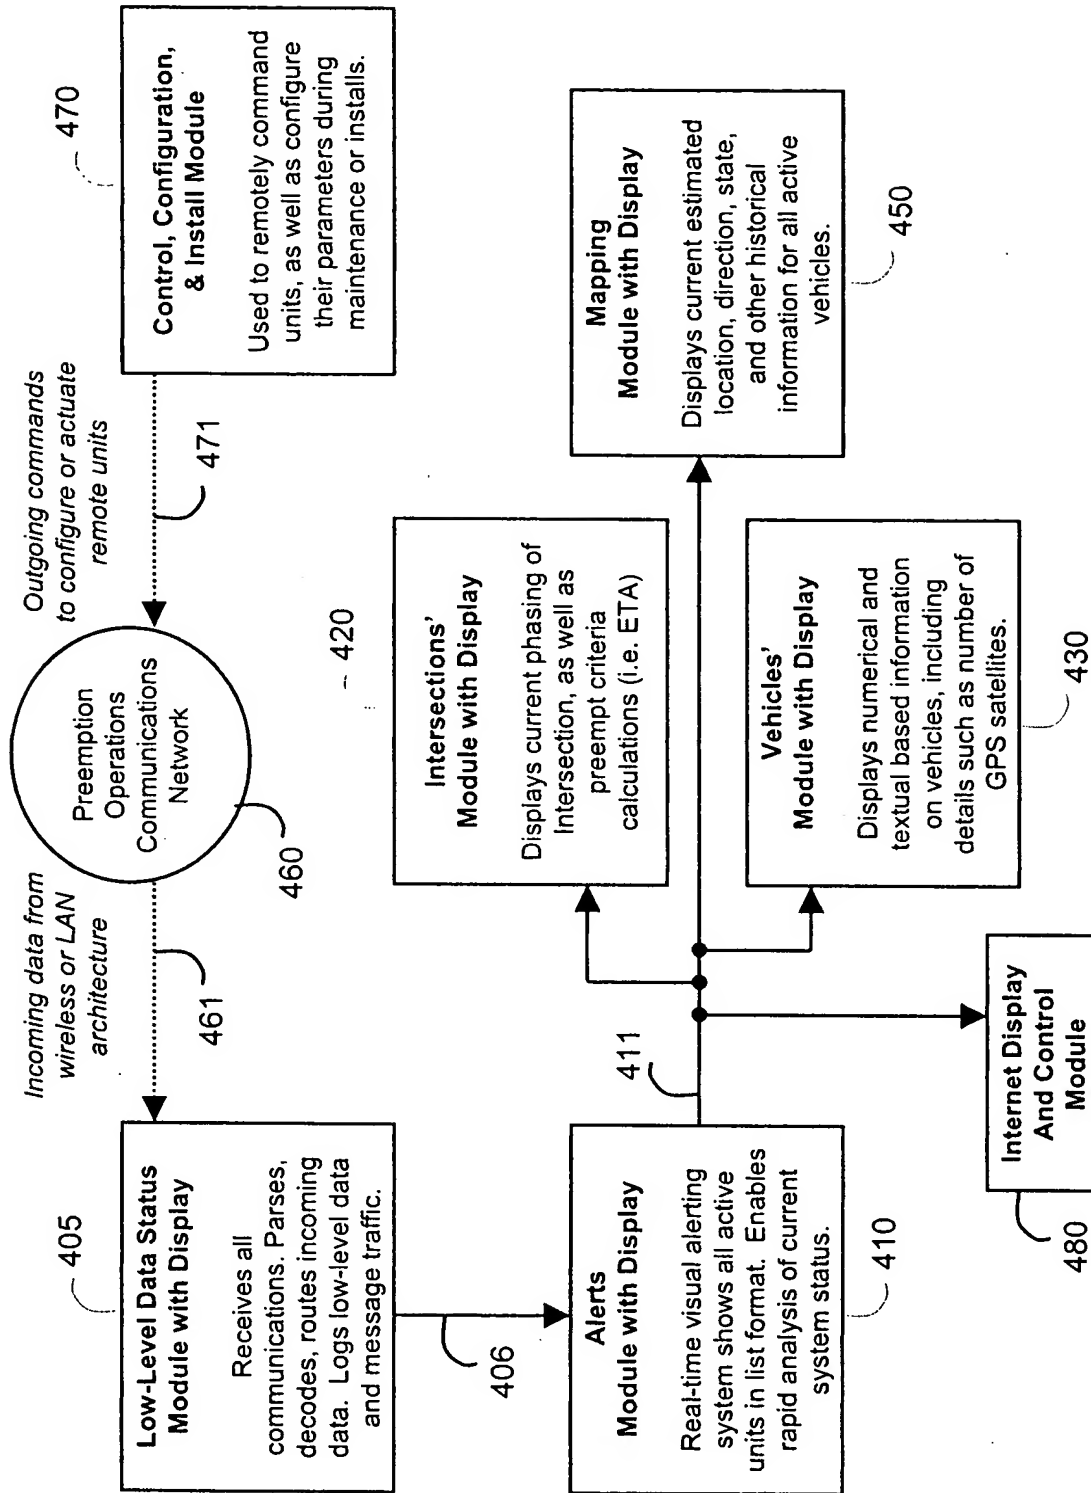 405
Low-Level Data Status
Module with Display
Receives all
communications. Parses,
decodes, routes incoming
data. Logs low-level data
and message traffic.
Incoming data from
wireless or LAN
architecture
461
Preemption
Operations
Communications
Network
460
Outgoing commands
to configure or actuate
remote units
471
470
Control, Configuration,
& Install Module
Used to remotely command
units, as well as configure
their parameters during
maintenance or installs.
406
Alerts
Module with Display
Real-time visual alerting
system shows all active
units in list format. Enables
rapid analysis of current
system status.
410
411
420
Intersections'
Module with Display
Displays current phasing of
Intersection, as well as
preempt criteria
calculations (i.e. ETA)
Vehicles'
Module with Display
Displays numerical and
textual based information
on vehicles, including
details such as number of
GPS satellites.
430
Mapping
Module with Display
Displays current estimated
location, direction, state,
and other historical
information for all active
vehicles.
450
Internet Display
And Control
Module
480